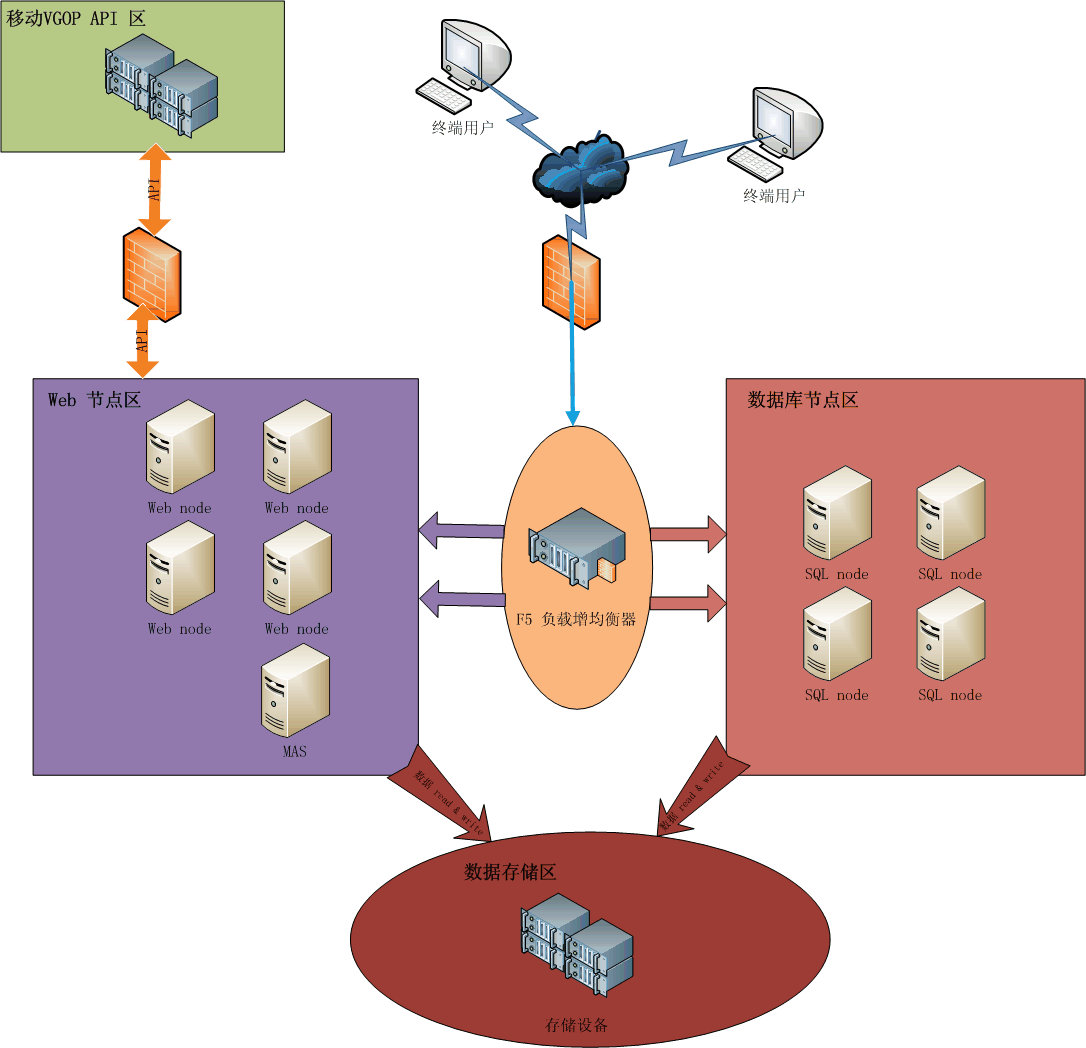 移动VGOP API 区
终端用户
终端用户
API
API
Web 节点区
Web node
Web node
Web node
Web node
MAS
F5 负载增均衡器
数据库节点区
SQL node
SQL node
SQL node
SQL node
数据 read & write
数据 read & write
数据存储区
存储设备